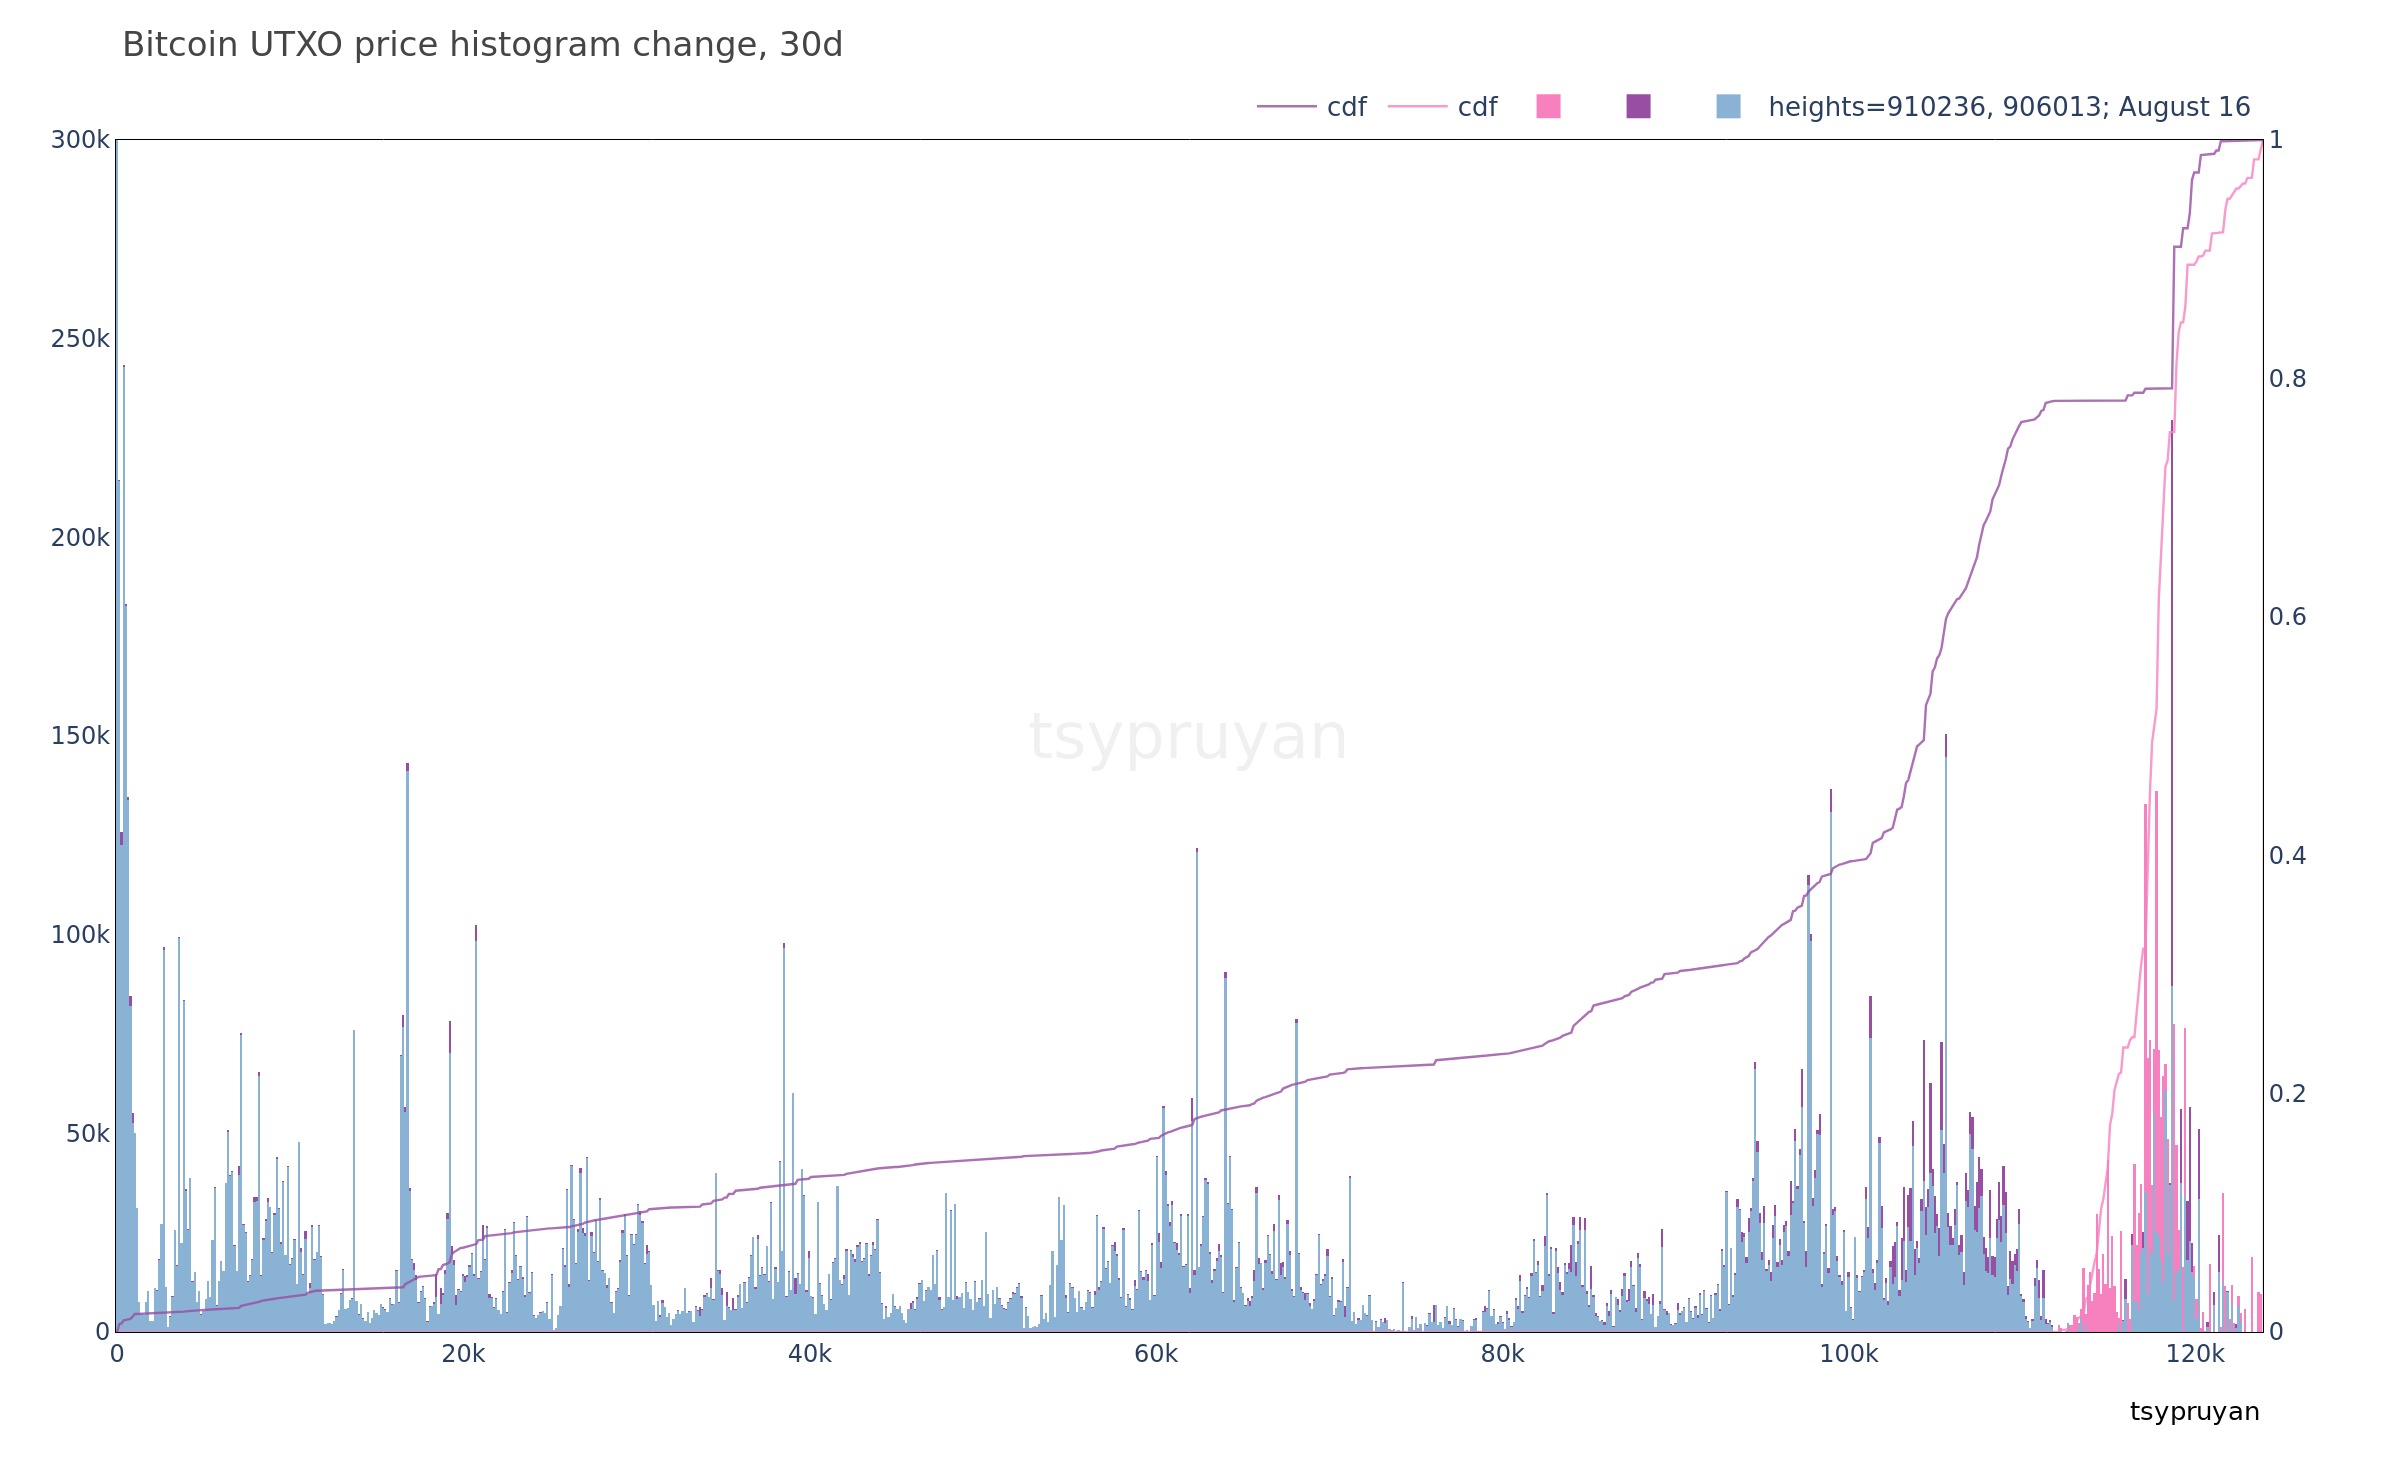 Bitcoin UTXO price histogram change, 30d
cdf cdf heights=910236, 906013; August 16
300k 1
250k
0.8
200k
0.6
150k
tsypruyan
0.4
100k
0.2
50k
0 0
0 20k 40k 60k 80k 100k 120k
tsypruyan